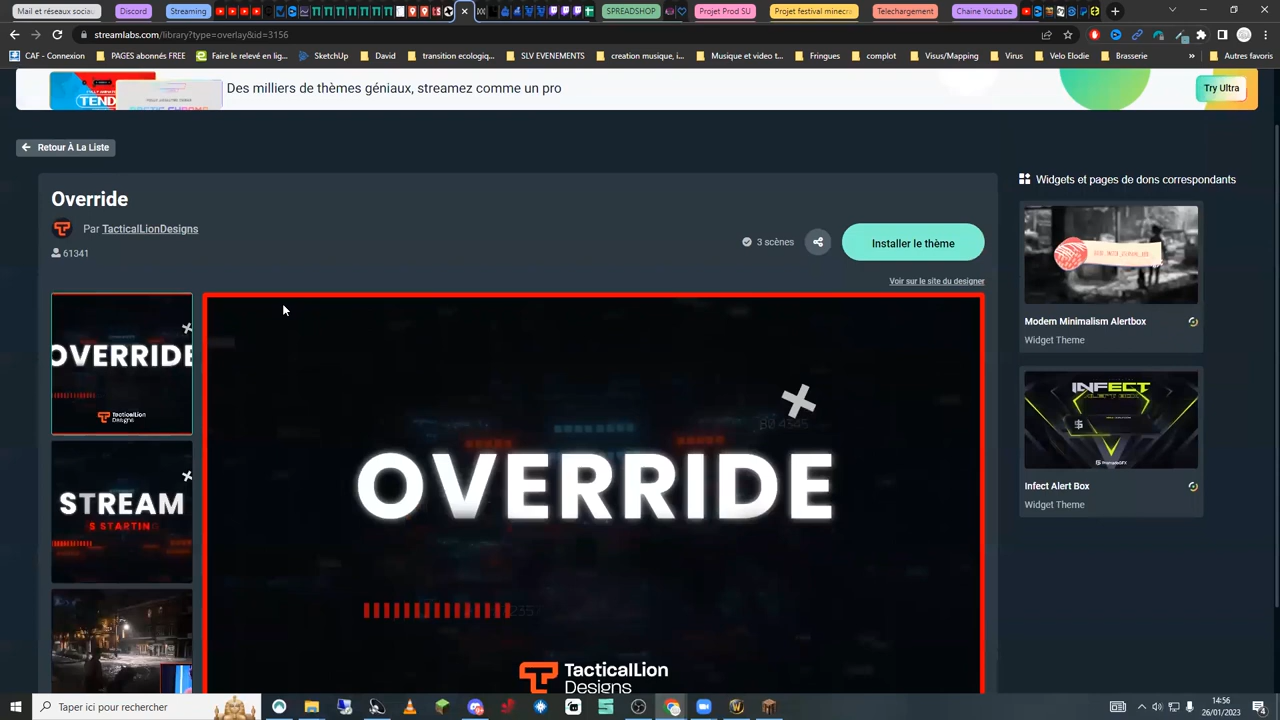 Mail et réseaux sociau
Discord
Streaming
SPREADSHOP
Projet Prod SU
Projet festival minecra
Telechargement
Chaine Youtube
streamlabs.com/library?type=overlay&id=3156
CAF - Connexion
PAGES abonnés FREE
Faire le relevé en lig...
SketchUp
David
transition ecologiq...
SLV EVENEMENTS
creation musique, i...
Musique et video t...
Fringues
complot
Visus/Mapping
Virus
Velo Elodie
Brasserie
»
Autres favoris
TEND
Des milliers de thèmes géniaux, streamez comme un pro
Try Ultra
Retour À La Liste
Override
Par TacticalLionDesigns
61341
3 scènes
Installer le thème
Voir sur le site du designer
Widgets et pages de dons correspondants
Modern Minimalism Alertbox
Widget Theme
INFECT
ALERT BOX
Infect Alert Box
Widget Theme
OVERRIDE
TacticalLion
Designs
STREAM
S STARTIN
OVERRIDE
TacticalLion
Designs
Taper ici pour rechercher
14:56
26/01/2023